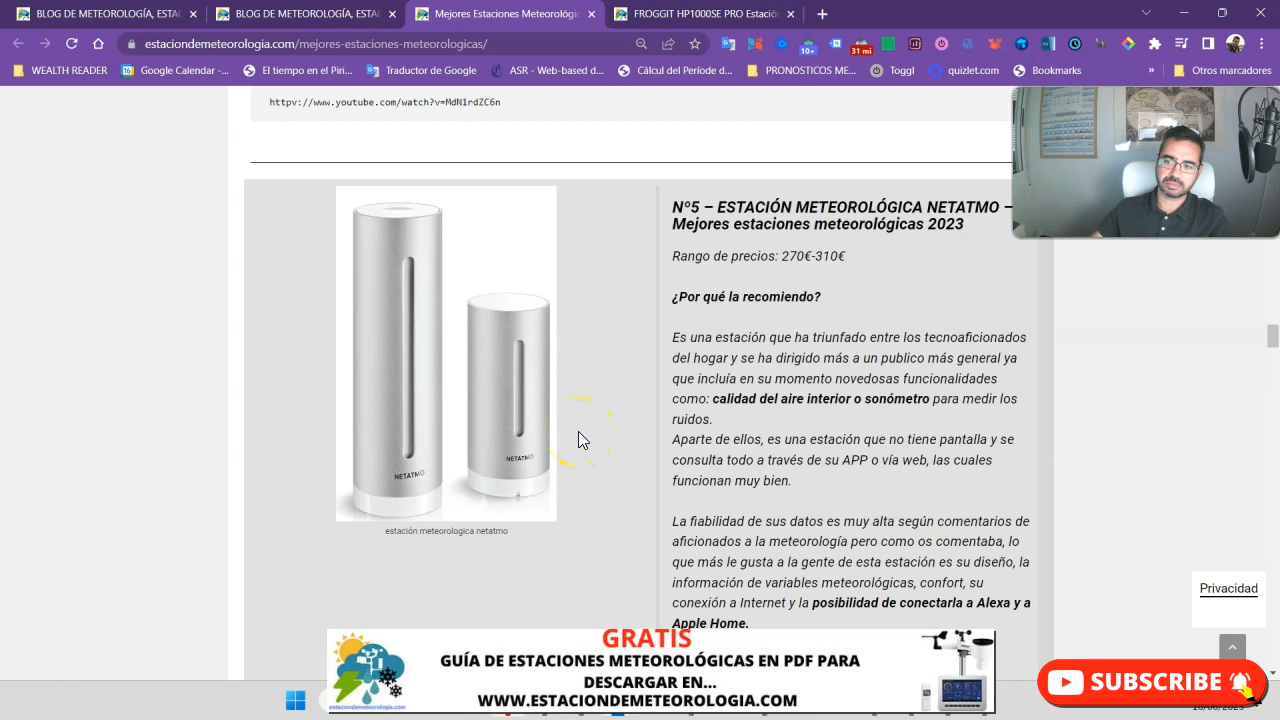 BLOG DE METEOROLOGÍA, ESTAC
BLOG DE METEOROLOGÍA, ESTAC
Mejores Estaciones Meteorológic
FROGGIT HP1000SE PRO Estación
estaciondemeteorologia.com/mejores-estaciones-meteorologicas/
10+
31 mi
WEALTH READER
Google Calendar -...
El tiempo en el Piri...
Traductor de Google
ASR - Web-based d...
Cálcul del Període d...
PRONOSTICOS ME...
Toggl
quizlet.com
Bookmarks
»
Otros marcadores
httpv://www.youtube.com/watch?v=MdN1rdZC6n
NETATMO
NETATMO
estación meteorologica netatmo
Nº5 – ESTACIÓN METEOROLÓGICA NETATMO –
Mejores estaciones meteorológicas 2023
Rango de precios: 270€-310€
¿Por qué la recomiendo?
Es una estación que ha triunfado entre los tecnoaficionados
del hogar y se ha dirigido más a un publico más general ya
que incluía en su momento novedosas funcionalidades
como: calidad del aire interior o sonómetro para medir los
ruidos.
Aparte de ellos, es una estación que no tiene pantalla y se
consulta todo a través de su APP o vía web, las cuales
funcionan muy bien.
La fiabilidad de sus datos es muy alta según comentarios de
aficionados a la meteorología pero como os comentaba, lo
que más le gusta a la gente de esta estación es su diseño, la
información de variables meteorológicas, confort, su
conexión a Internet y la posibilidad de conectarla a Alexa y a
Apple Home.
Privacidad
GRATIS
GUÍA DE ESTACIONES METEOROLÓGICAS EN PDF PARA
DESCARGAR EN...
WWW.ESTACIONDEMETEOROLOGIA.COM
www.estaciondemeteorologia.com
SUBSCRIBE